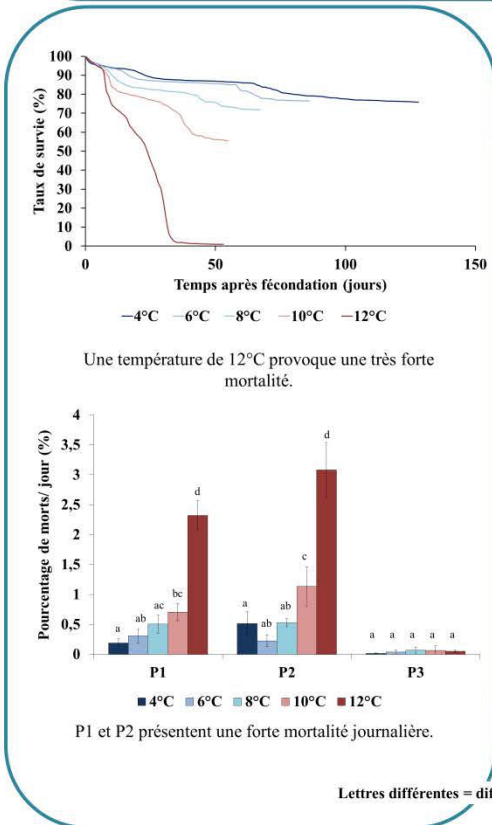 100
90
80
70
60
50
40
30
20
10
0
Taux de survie (%)
0 50 100 150
Temps après fécondation (jours)
4°C 6°C 8°C 10°C 12°C
Une température de 12°C provoque une très forte
mortalité.
4
3,5
3
2,5
2
1,5
1
0,5
0
Pourcentage de morts/ jour (%)
a ab ac bc d
a ab ab c d
a a a a a
P1 P2 P3
4°C 6°C 8°C 10°C 12°C
P1 et P2 présentent une forte mortalité journalière.
Lettres différentes = dif